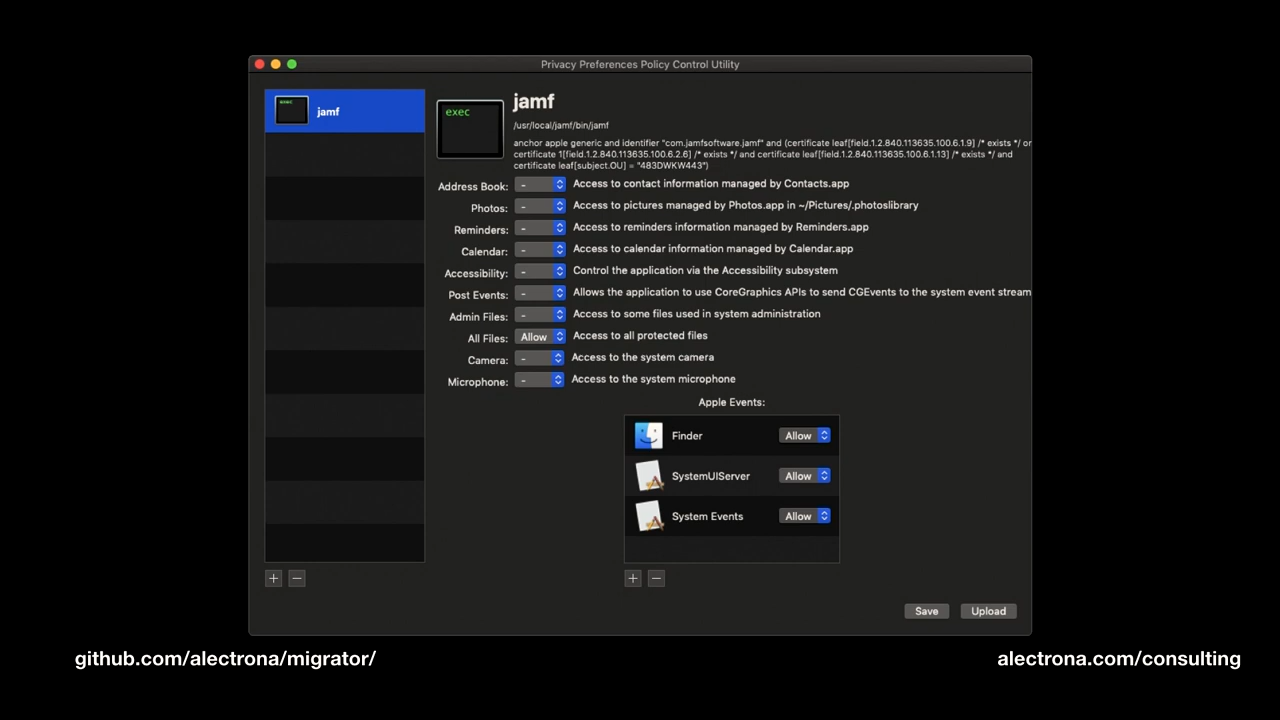 Privacy Preferences Policy Control Utility
exec
jamf
exec
jamf
/usr/local/jamf/bin/jamf
anchor apple generic and identifier "com.jamfsoftware.jamf" and (certificate leaf[field.1.2.840.113635.100.6.1.9] /* exists */ or
certificate 1[field.1.2.840.113635.100.6.2.6] /* exists */ and certificate leaf[field.1.2.840.113635.100.6.1.13] /* exists */ and
certificate leaf[subject.OU] = "483DWKW443")
Address Book: - Access to contact information managed by Contacts.app
Photos: - Access to pictures managed by Photos.app in ~/Pictures/.photoslibrary
Reminders: - Access to reminders information managed by Reminders.app
Calendar: - Access to calendar information managed by Calendar.app
Accessibility: - Control the application via the Accessibility subsystem
Post Events: - Allows the application to use CoreGraphics APIs to send CGEvents to the system event stream
Admin Files: - Access to some files used in system administration
All Files: Allow Access to all protected files
Camera: - Access to the system camera
Microphone: - Access to the system microphone
Apple Events:
Finder Allow
SystemUIServer Allow
System Events Allow
+ −
+ −
Save Upload
github.com/alectrona/migrator/
alectrona.com/consulting